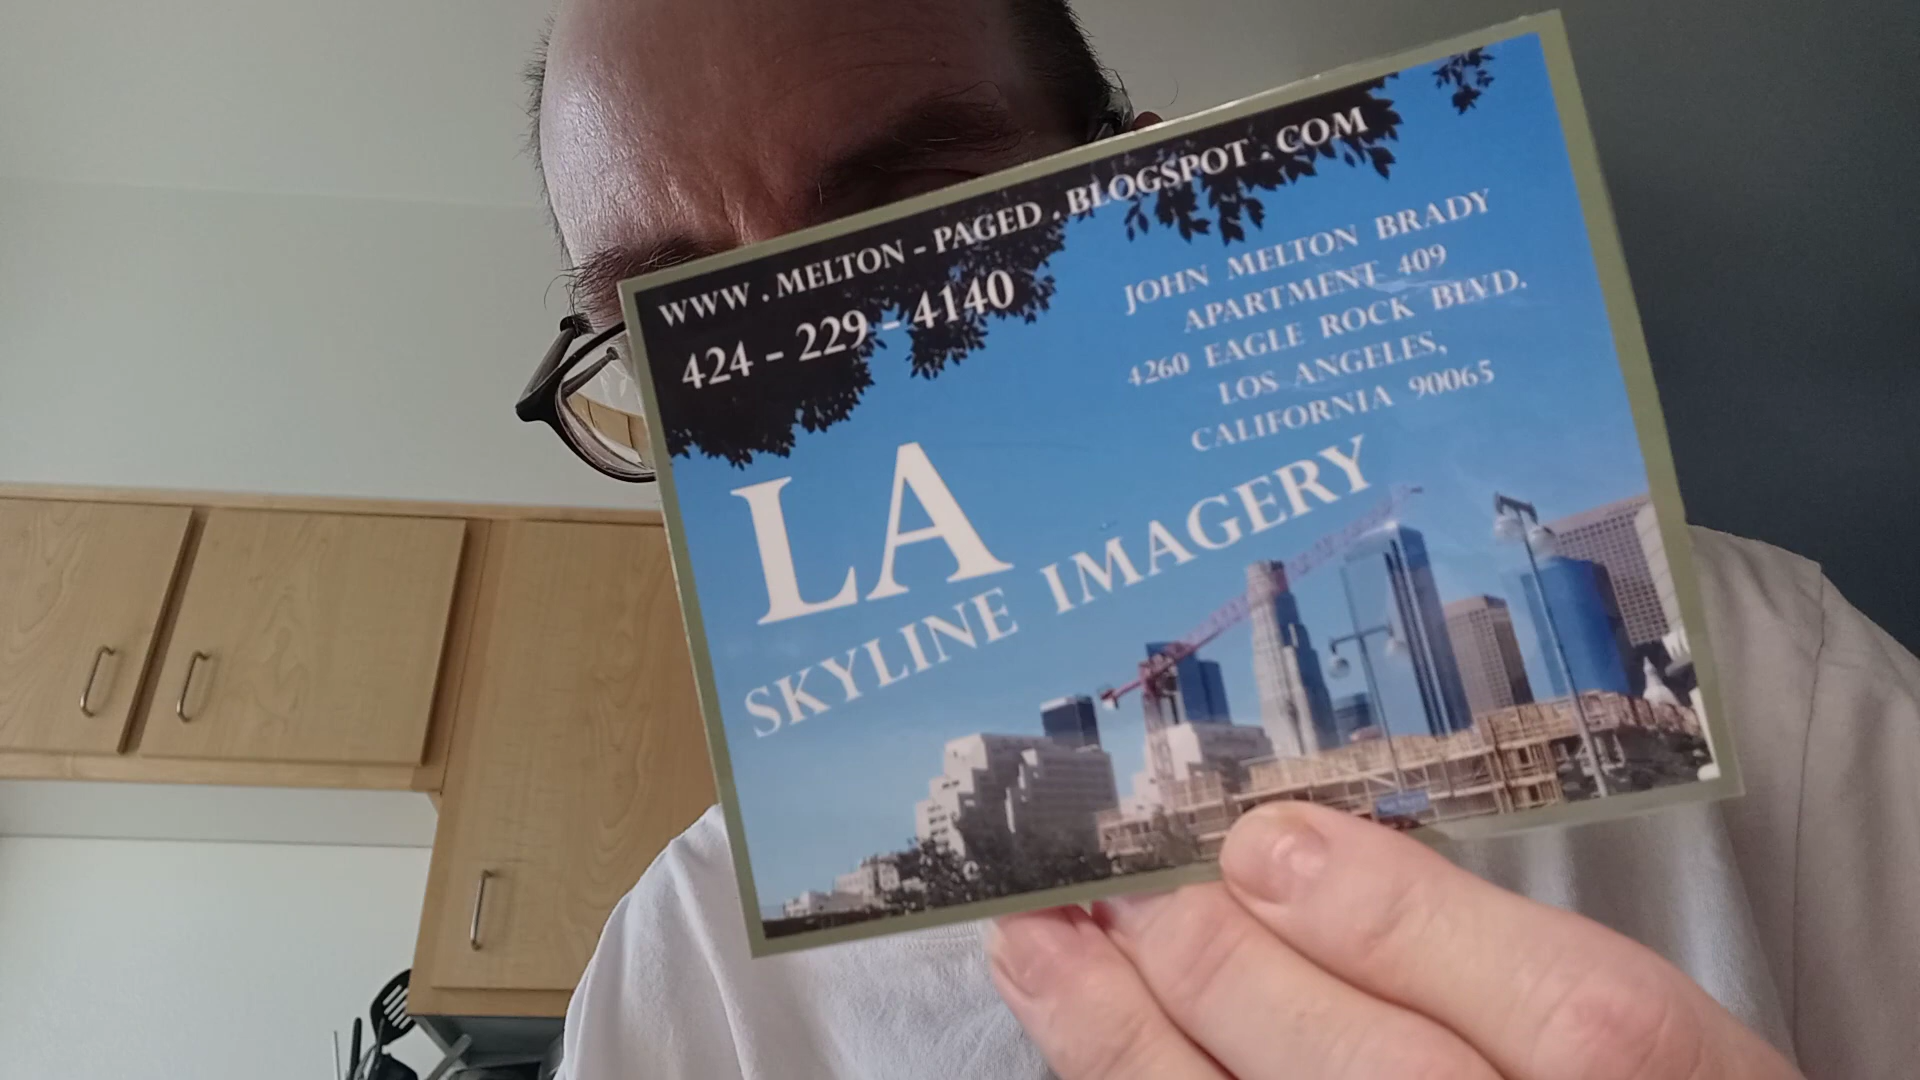 WWW . MELTON - PAGED . BLOGSPOT . COM
424 - 229 - 4140
JOHN MELTON BRADY
APARTMENT 409
4260 EAGLE ROCK BLVD.
LOS ANGELES,
CALIFORNIA 90065
LA
SKYLINE IMAGERY